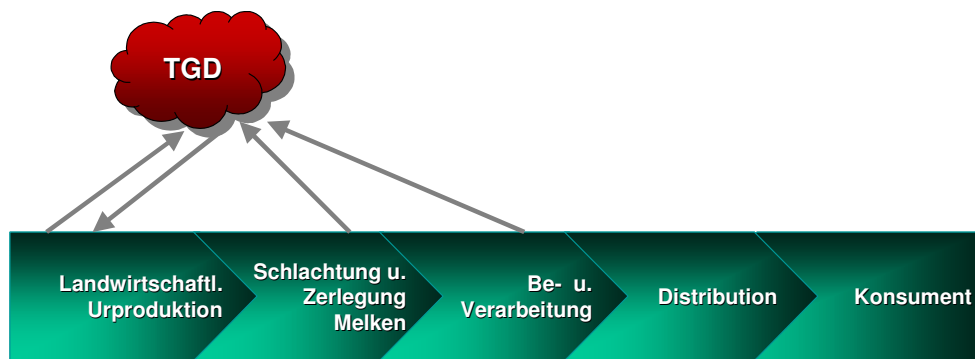 TGD
Landwirtschaftl.
Urproduktion
Schlachtung u.
Zerlegung
Melken
Be- u.
Verarbeitung
Distribution
Konsument